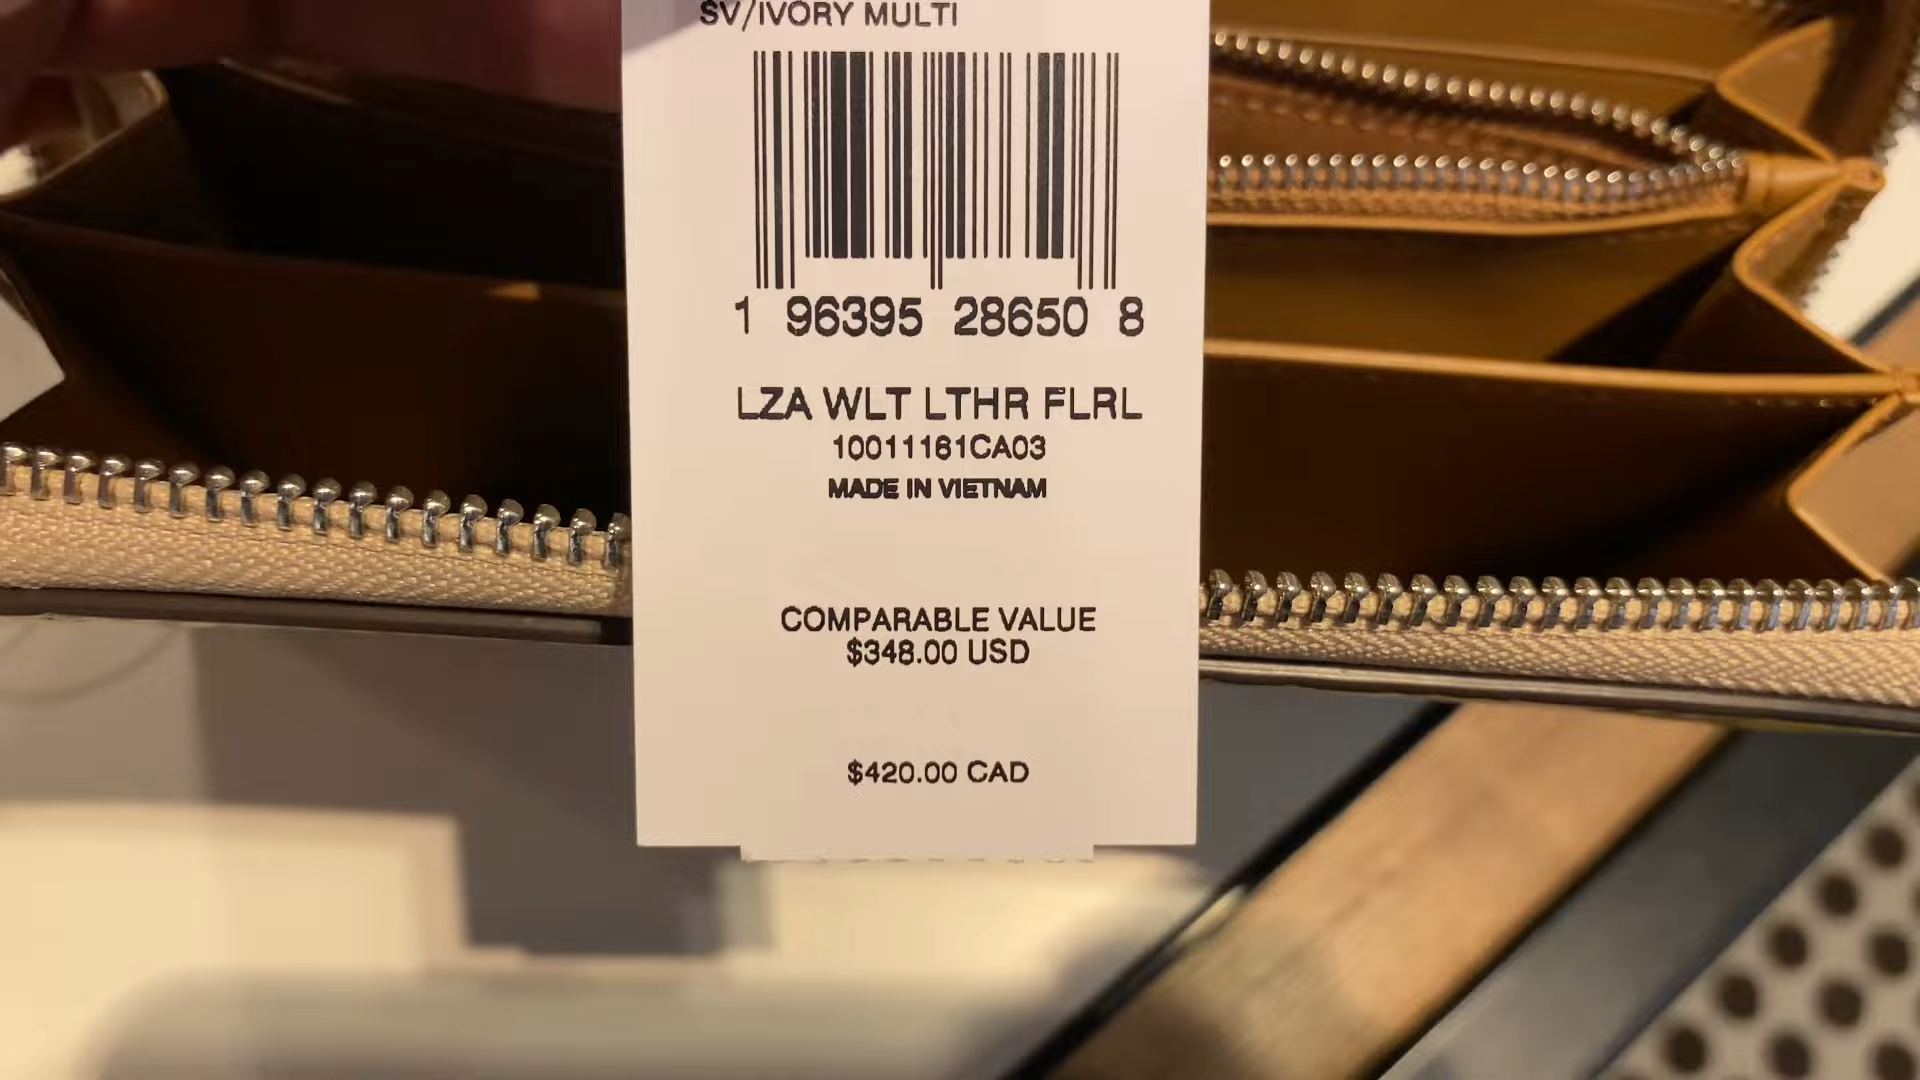 SV/IVORY MULTI
1 96395 28650 8
LZA WLT LTHR FLRL
10011161CA03
MADE IN VIETNAM
COMPARABLE VALUE
$348.00 USD
$420.00 CAD